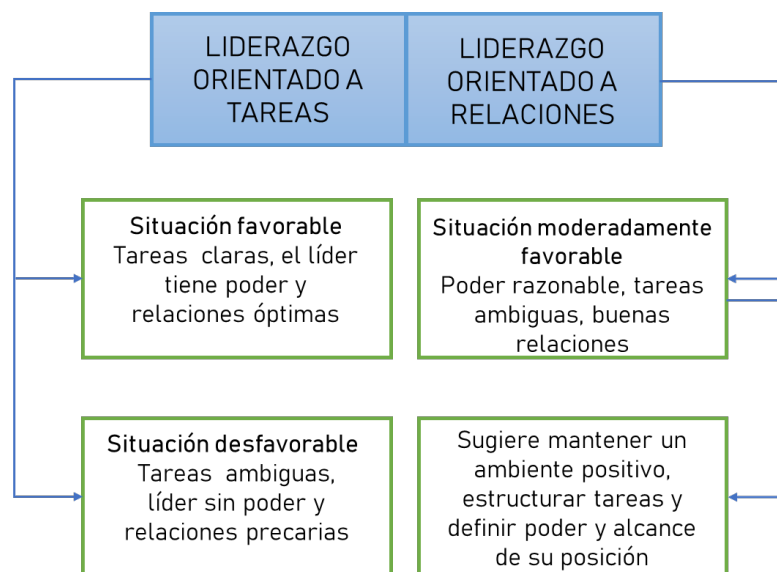 LIDERAZGO
ORIENTADO A
TAREAS
LIDERAZGO
ORIENTADO A
RELACIONES
Situación favorable
Tareas claras, el líder
tiene poder y
relaciones óptimas
Situación moderadamente
favorable
Poder razonable, tareas
ambiguas, buenas
relaciones
Situación desfavorable
Tareas ambiguas,
líder sin poder y
relaciones precarias
Sugiere mantener un
ambiente positivo,
estructurar tareas y
definir poder y alcance
de su posición